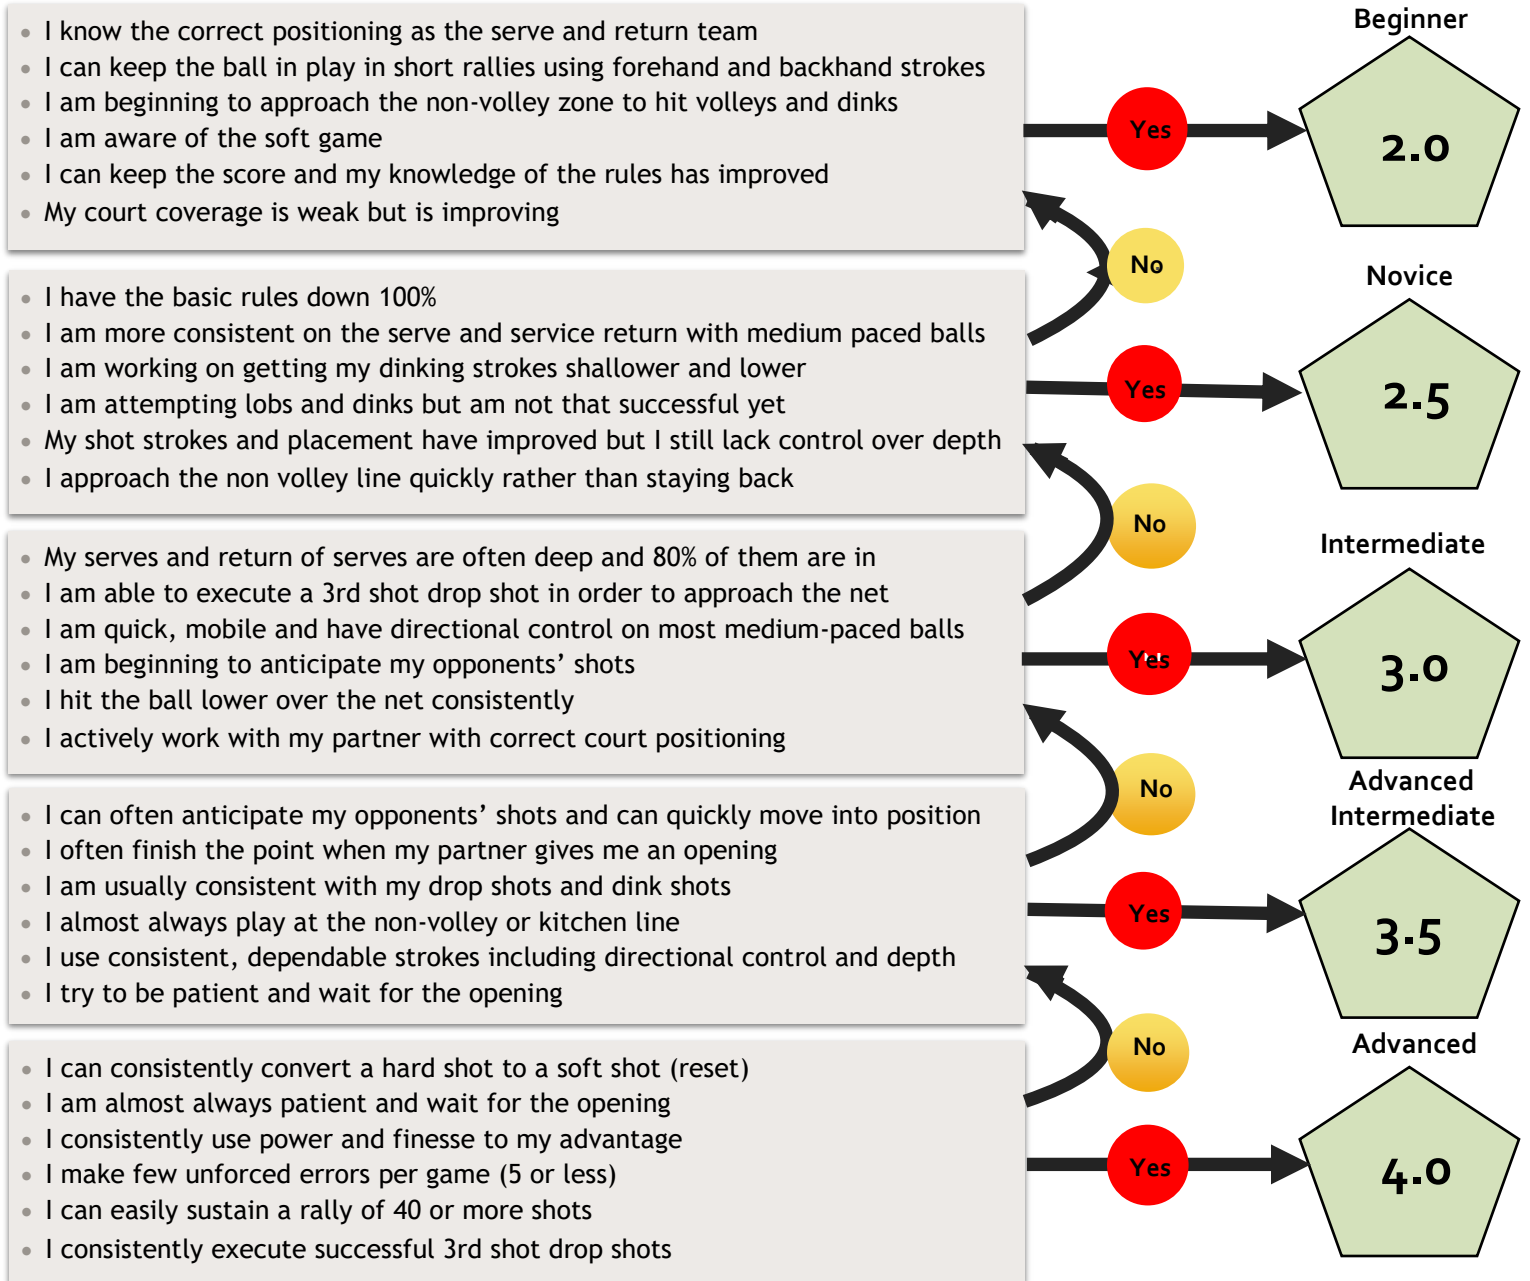 Beginner
• I know the correct positioning as the serve and return team
• I can keep the ball in play in short rallies using forehand and backhand strokes
• I am beginning to approach the non-volley zone to hit volleys and dinks
• I am aware of the soft game
• I can keep the score and my knowledge of the rules has improved
• My court coverage is weak but is improving
Yes
2.0
No
Novice
• I have the basic rules down 100%
• I am more consistent on the serve and service return with medium paced balls
• I am working on getting my dinking strokes shallower and lower
• I am attempting lobs and dinks but am not that successful yet
• My shot strokes and placement have improved but I still lack control over depth
• I approach the non volley line quickly rather than staying back
Yes
2.5
No
Intermediate
• My serves and return of serves are often deep and 80% of them are in
• I am able to execute a 3rd shot drop shot in order to approach the net
• I am quick, mobile and have directional control on most medium-paced balls
• I am beginning to anticipate my opponents’ shots
• I hit the ball lower over the net consistently
• I actively work with my partner with correct court positioning
Yes
3.0
No
Advanced
Intermediate
• I can often anticipate my opponents’ shots and can quickly move into position
• I often finish the point when my partner gives me an opening
• I am usually consistent with my drop shots and dink shots
• I almost always play at the non-volley or kitchen line
• I use consistent, dependable strokes including directional control and depth
• I try to be patient and wait for the opening
Yes
3.5
No
Advanced
• I can consistently convert a hard shot to a soft shot (reset)
• I am almost always patient and wait for the opening
• I consistently use power and finesse to my advantage
• I make few unforced errors per game (5 or less)
• I can easily sustain a rally of 40 or more shots
• I consistently execute successful 3rd shot drop shots
Yes
4.0